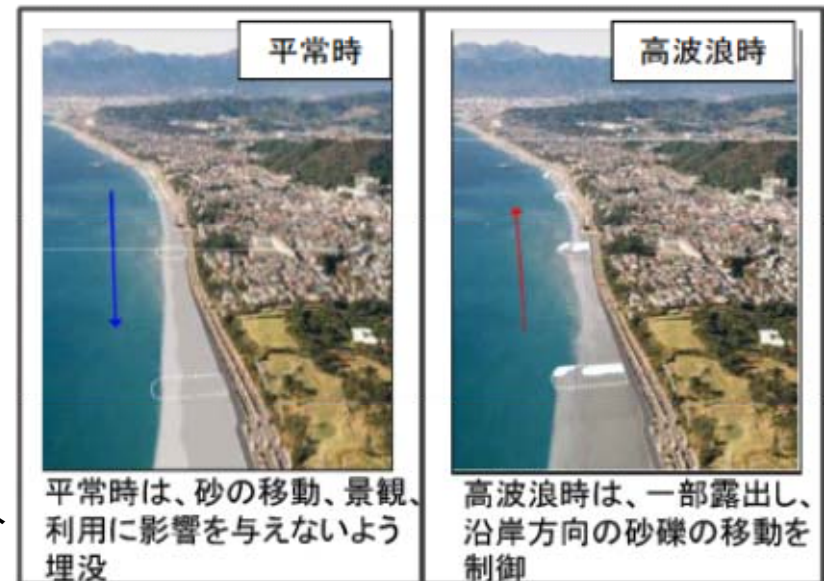 平常時
平常時は、砂の移動、景観、
利用に影響を与えないよう
埋没
高波浪時
高波浪時は、一部露出し、
沿岸方向の砂礫の移動を
制御